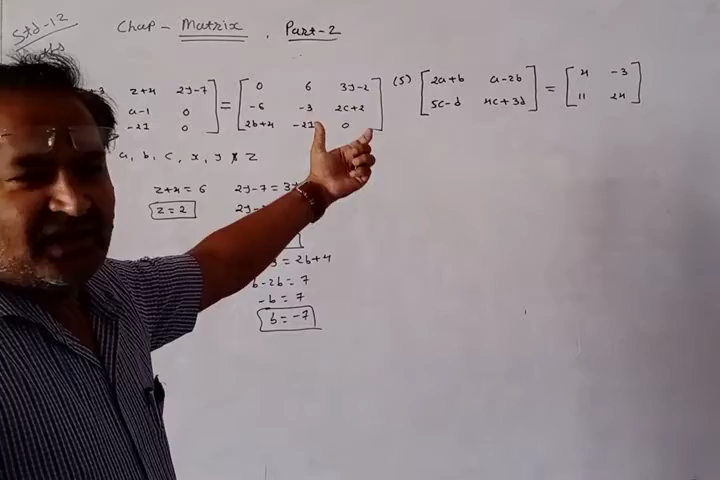 Std-12
Chap - Matrix , Part-2
+3 z+4 2y-7 = 0 6 3y-2
a-1 0 -6 -3 2c+2
-21 0 2b+4 -21 0
(5) 2a+b a-2b = 4 -3
5c-d 4c+3d 11 24
a, b, c, x, y z
z+4 = 6 2y-7 = 3y
z = 2 2y-
= 2b+4
b-2b = 7
-b = 7
b = -7